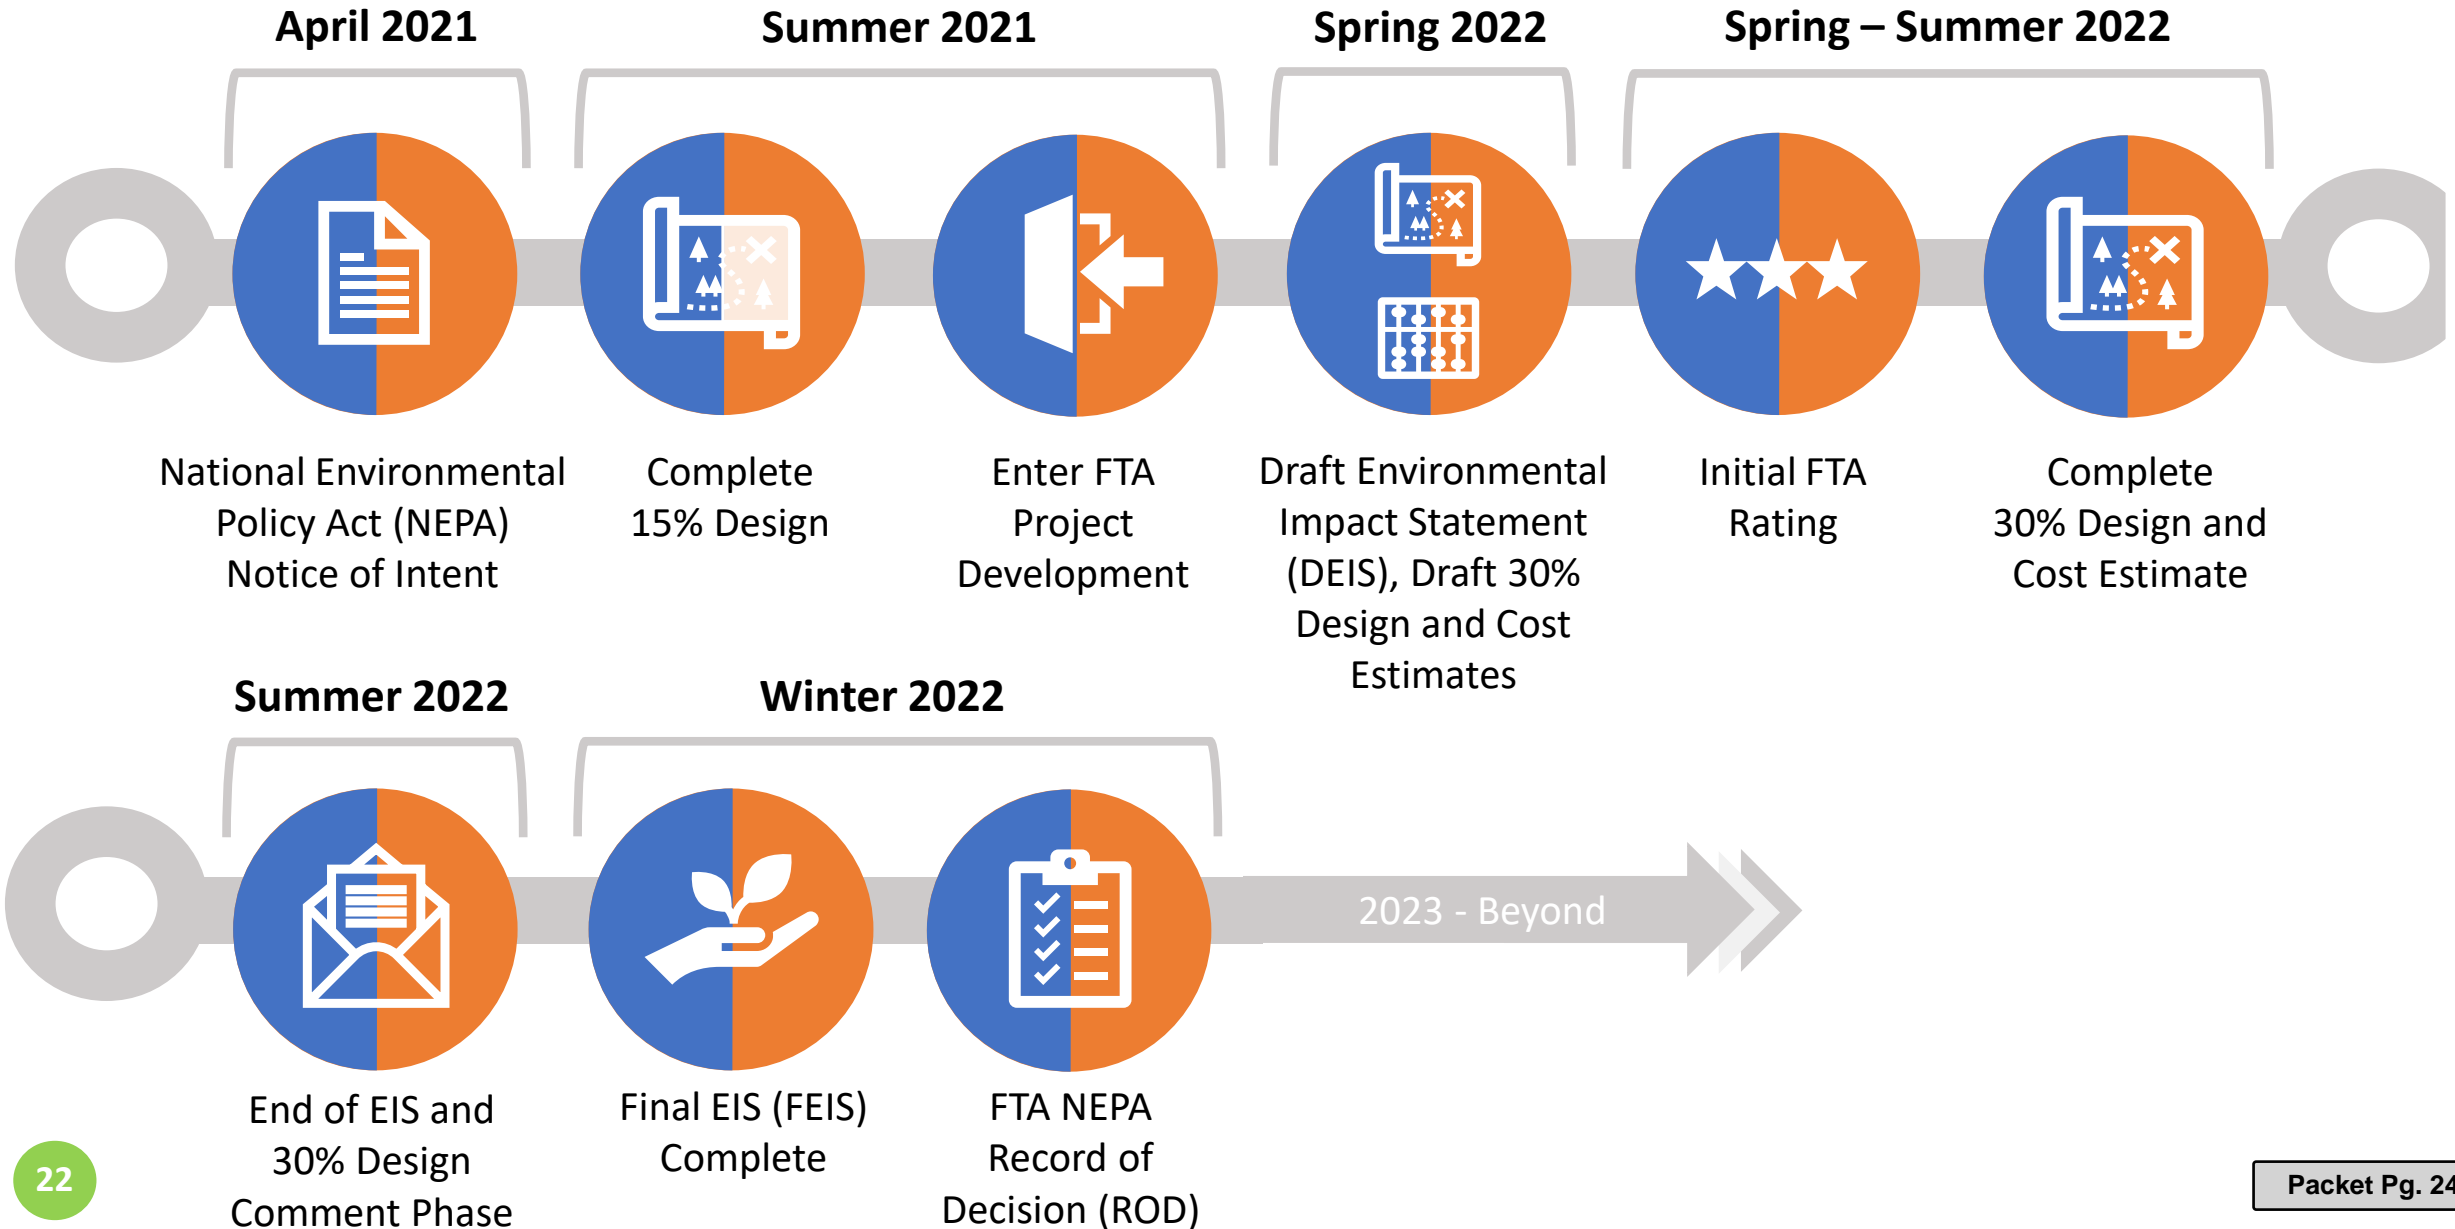 April 2021
Summer 2021
Spring 2022
Spring – Summer 2022
National Environmental
Policy Act (NEPA)
Notice of Intent
Complete
15% Design
Enter FTA
Project
Development
Draft Environmental
Impact Statement
(DEIS), Draft 30%
Design and Cost
Estimates
Initial FTA
Rating
Complete
30% Design and
Cost Estimate
Summer 2022
Winter 2022
2023 - Beyond
End of EIS and
30% Design
Comment Phase
Final EIS (FEIS)
Complete
FTA NEPA
Record of
Decision (ROD)
22
Packet Pg. 24